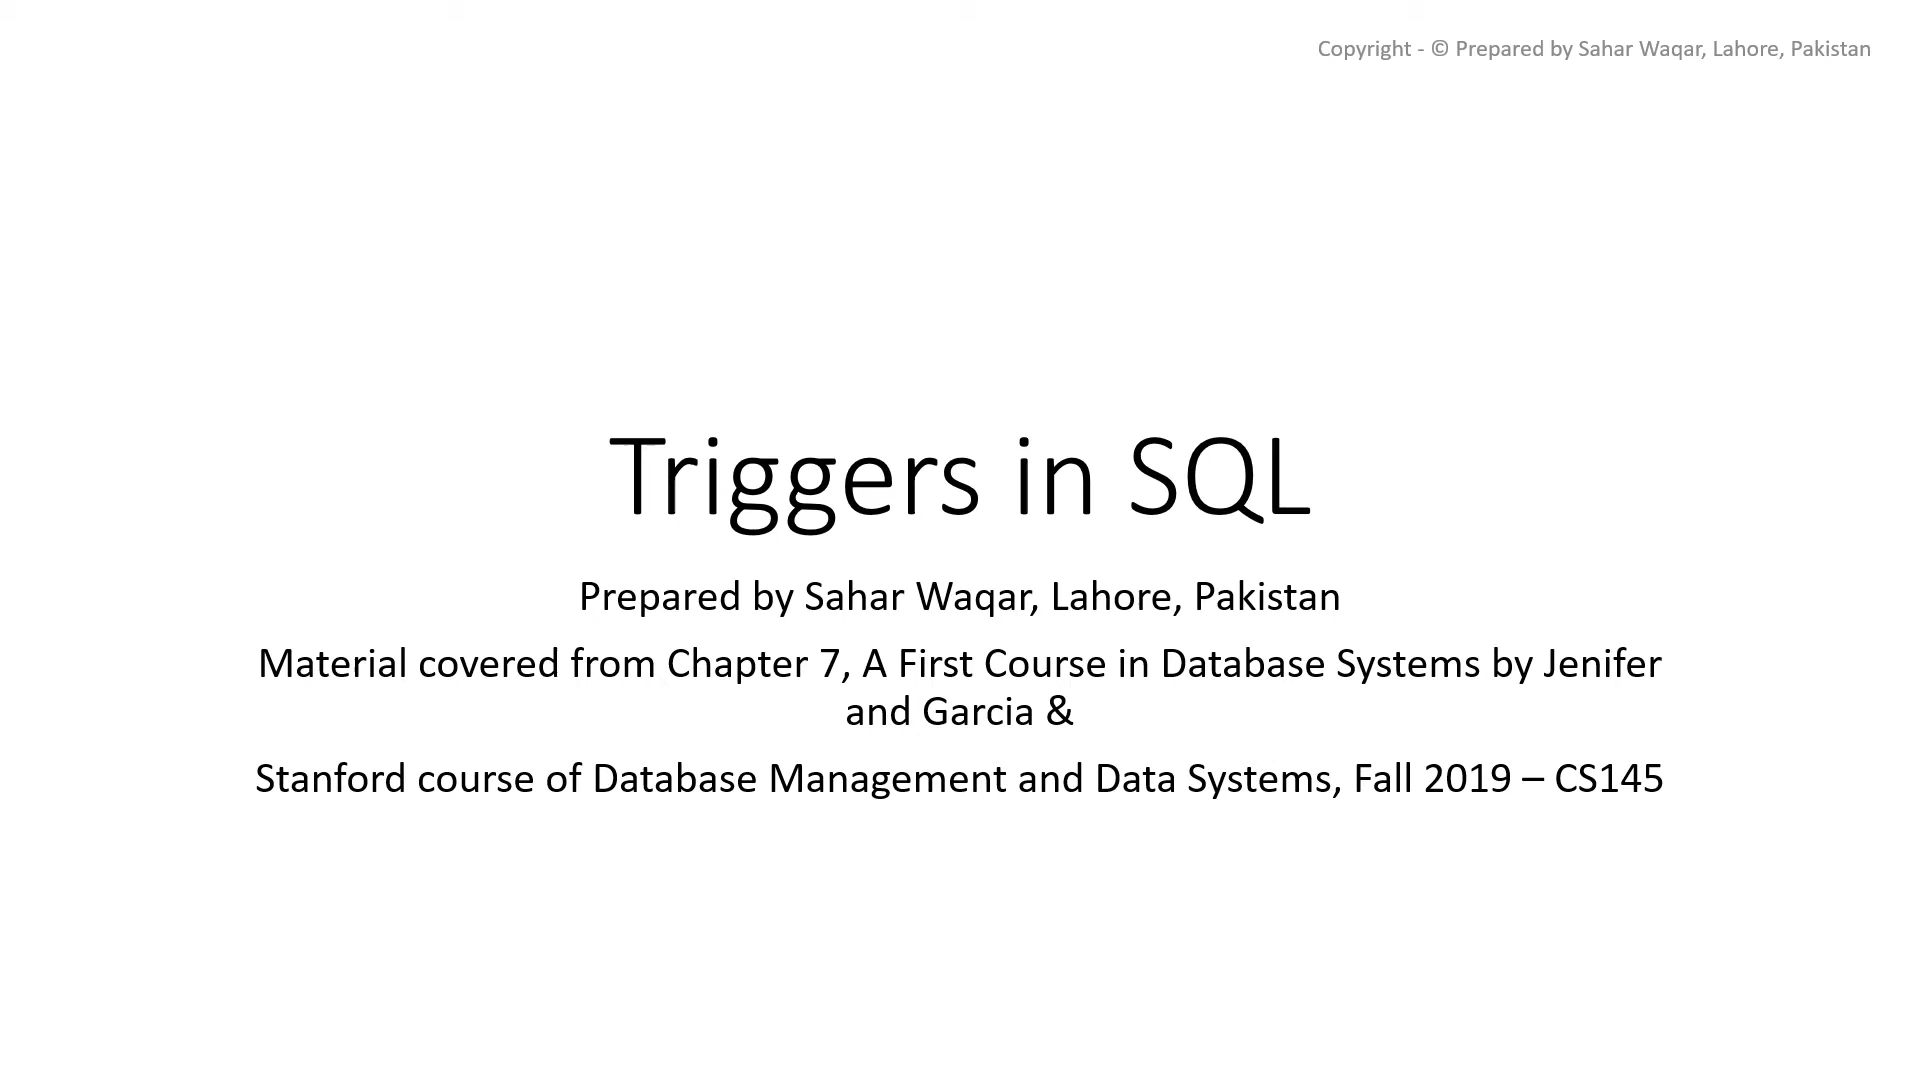 Copyright - © Prepared by Sahar Waqar, Lahore, Pakistan
Triggers in SQL
Prepared by Sahar Waqar, Lahore, Pakistan
Material covered from Chapter 7, A First Course in Database Systems by Jenifer
and Garcia &
Stanford course of Database Management and Data Systems, Fall 2019 – CS145